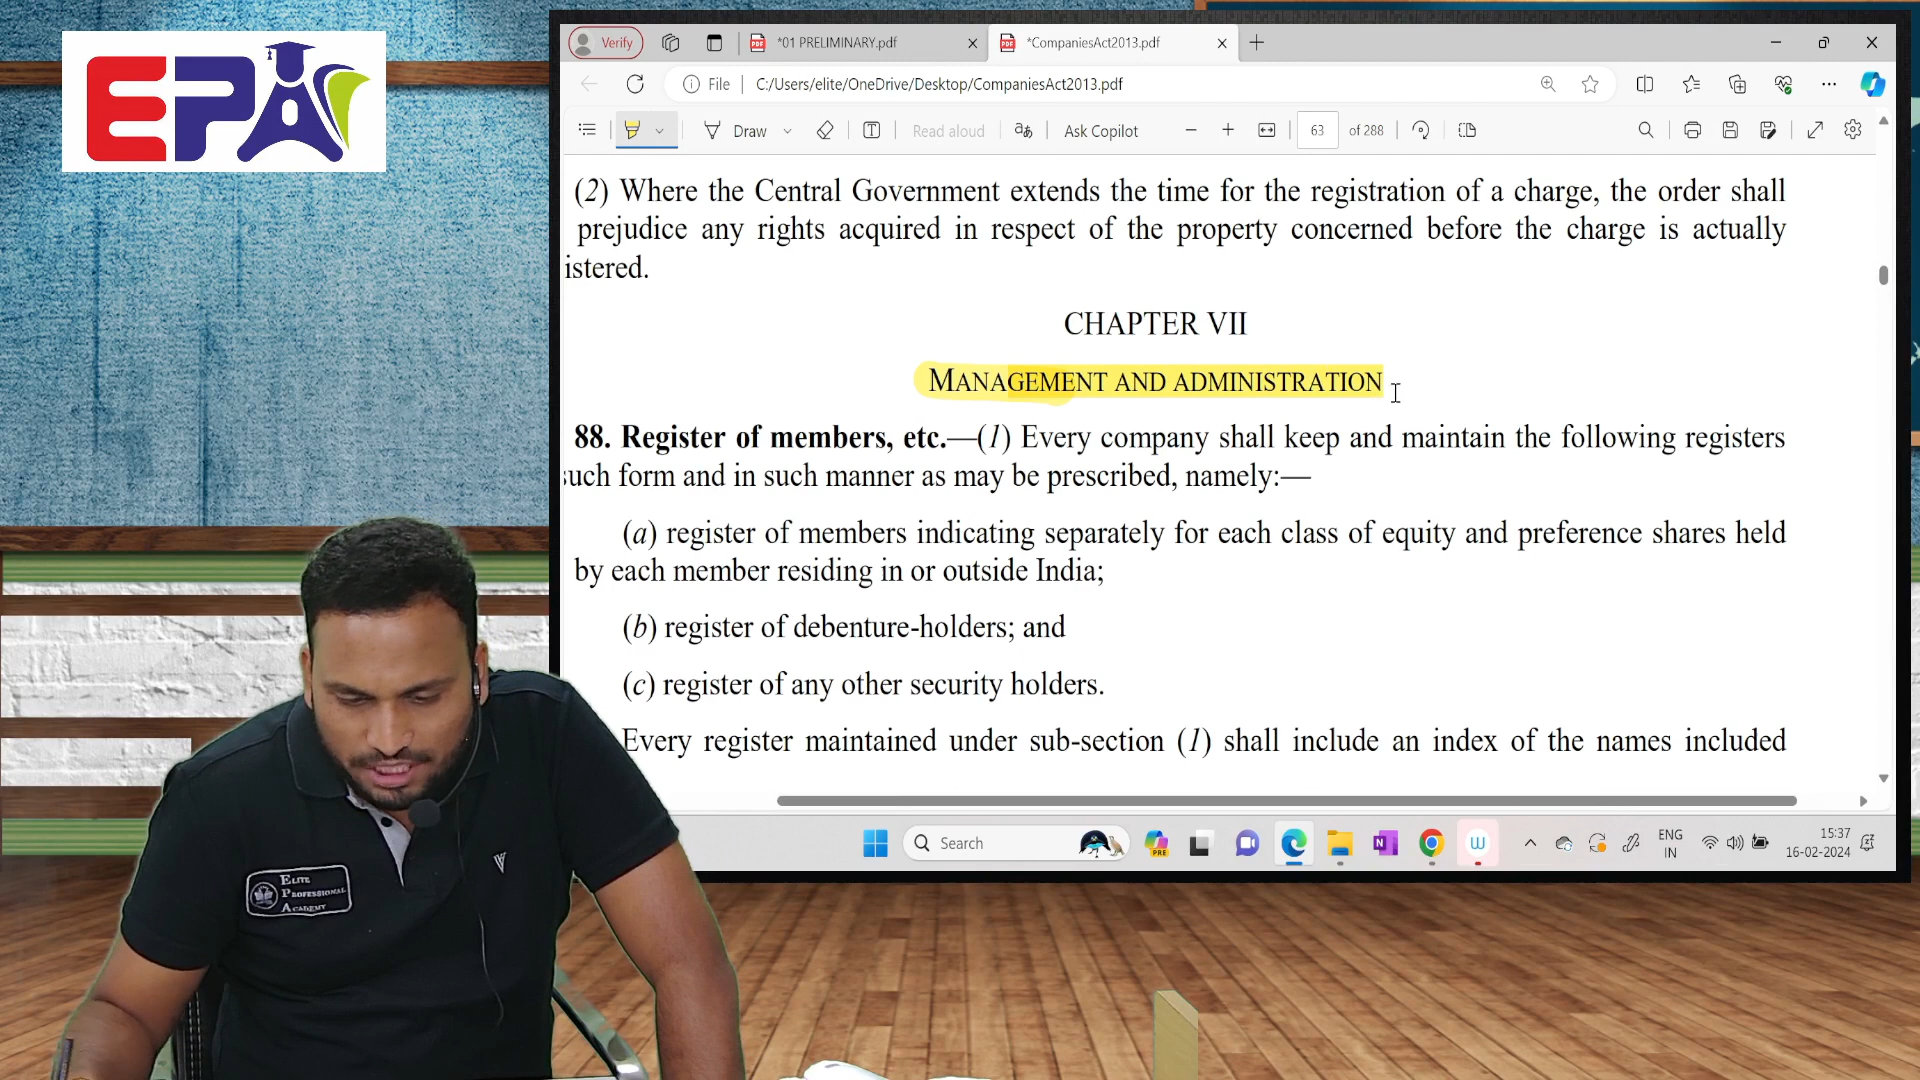 EPA
Verify
*01 PRELIMINARY.pdf
*CompaniesAct2013.pdf
File
C:/Users/elite/OneDrive/Desktop/CompaniesAct2013.pdf
Draw
Read aloud
Ask Copilot
63 of 288
(2) Where the Central Government extends the time for the registration of a charge, the order shall
prejudice any rights acquired in respect of the property concerned before the charge is actually
istered.
CHAPTER VII
MANAGEMENT AND ADMINISTRATION
88. Register of members, etc.—(1) Every company shall keep and maintain the following registers
such form and in such manner as may be prescribed, namely:—
(a) register of members indicating separately for each class of equity and preference shares held
by each member residing in or outside India;
(b) register of debenture-holders; and
(c) register of any other security holders.
Every register maintained under sub-section (1) shall include an index of the names included
Search
PRE
ENG
IN
15:37
16-02-2024
ELITE
PROFESSIONAL
ACADEMY